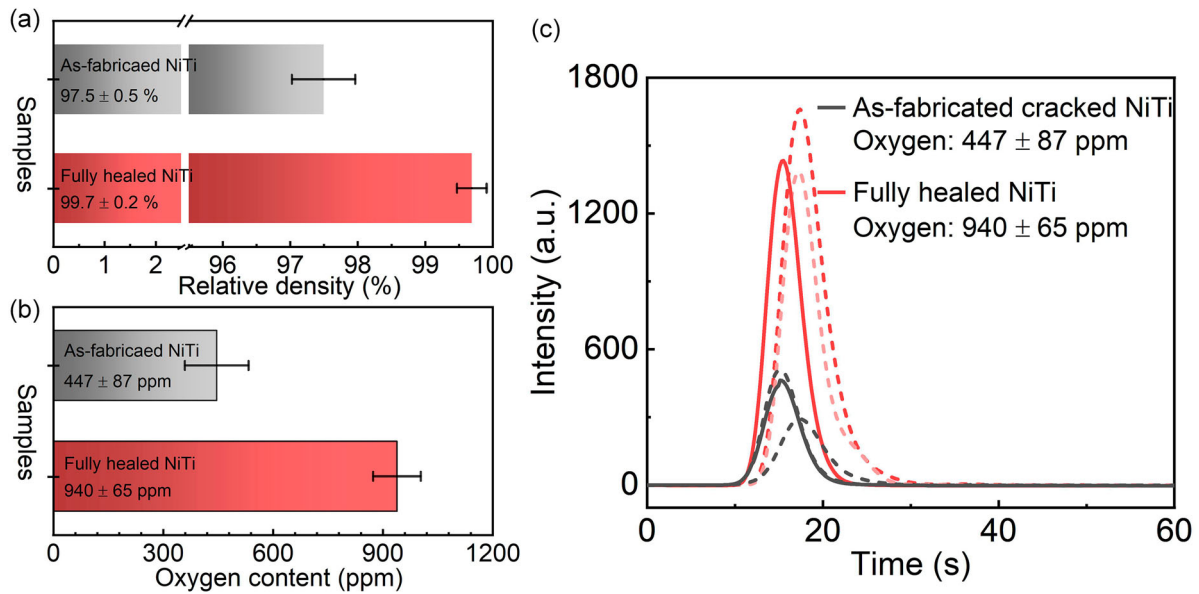 (a)
Samples
As-fabricaed NiTi
97.5 ± 0.5 %
Fully healed NiTi
99.7 ± 0.2 %
0 1 2 96 97 98 99 100
Relative density (%)
(b)
Samples
As-fabricaed NiTi
447 ± 87 ppm
Fully healed NiTi
940 ± 65 ppm
0 300 600 900 1200
Oxygen content (ppm)
(c)
Intensity (a.u.)
1800
1200
600
0
As-fabricated cracked NiTi
Oxygen: 447 ± 87 ppm
Fully healed NiTi
Oxygen: 940 ± 65 ppm
0 20 40 60
Time (s)